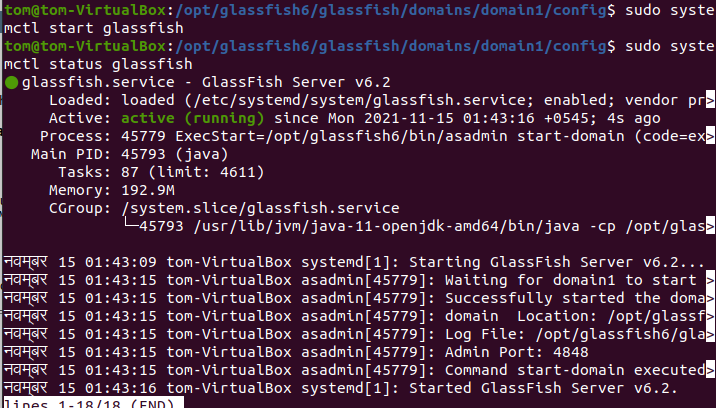 tom@tom-VirtualBox:/opt/glassfish6/glassfish/domains/domain1/config$ sudo syste
mctl start glassfish
tom@tom-VirtualBox:/opt/glassfish6/glassfish/domains/domain1/config$ sudo syste
mctl status glassfish
● glassfish.service - GlassFish Server v6.2
Loaded: loaded (/etc/systemd/system/glassfish.service; enabled; vendor pr>
Active: active (running) since Mon 2021-11-15 01:43:16 +0545; 4s ago
Process: 45779 ExecStart=/opt/glassfish6/bin/asadmin start-domain (code=ex>
Main PID: 45793 (java)
Tasks: 87 (limit: 4611)
Memory: 192.9M
CGroup: /system.slice/glassfish.service
└─45793 /usr/lib/jvm/java-11-openjdk-amd64/bin/java -cp /opt/glas>
नवम्बर 15 01:43:09 tom-VirtualBox systemd[1]: Starting GlassFish Server v6.2...
नवम्बर 15 01:43:15 tom-VirtualBox asadmin[45779]: Waiting for domain1 to start >
नवम्बर 15 01:43:15 tom-VirtualBox asadmin[45779]: Successfully started the doma>
नवम्बर 15 01:43:15 tom-VirtualBox asadmin[45779]: domain  Location: /opt/glassf>
नवम्बर 15 01:43:15 tom-VirtualBox asadmin[45779]: Log File: /opt/glassfish6/gla>
नवम्बर 15 01:43:15 tom-VirtualBox asadmin[45779]: Admin Port: 4848
नवम्बर 15 01:43:15 tom-VirtualBox asadmin[45779]: Command start-domain executed>
नवम्बर 15 01:43:16 tom-VirtualBox systemd[1]: Started GlassFish Server v6.2.
lines 1-18/18 (END)